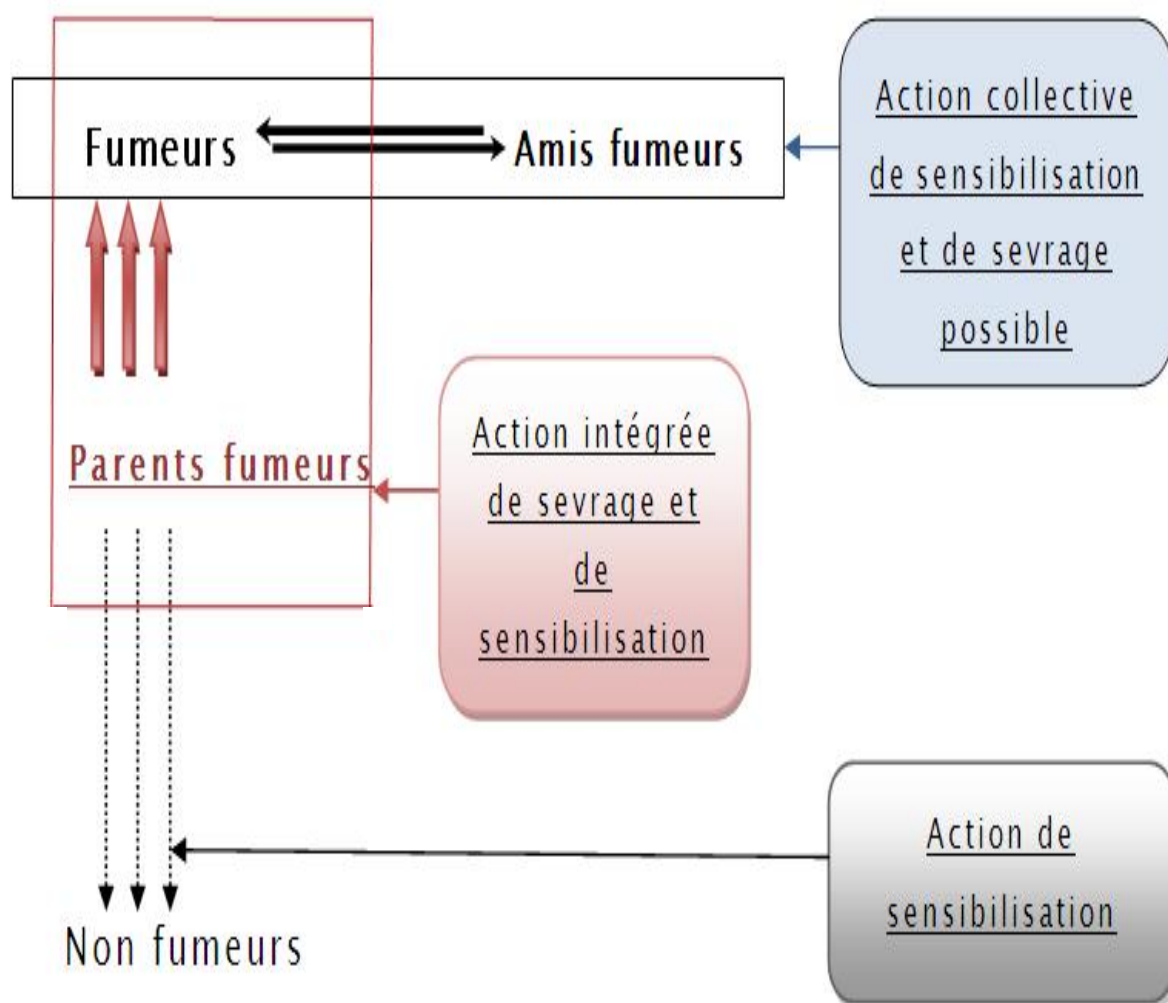 Fumeurs
Amis fumeurs
Action collective
de sensibilisation
et de sevrage
possible
Parents fumeurs
Action intégrée
de sevrage et
de
sensibilisation
Action de
sensibilisation
Non fumeurs